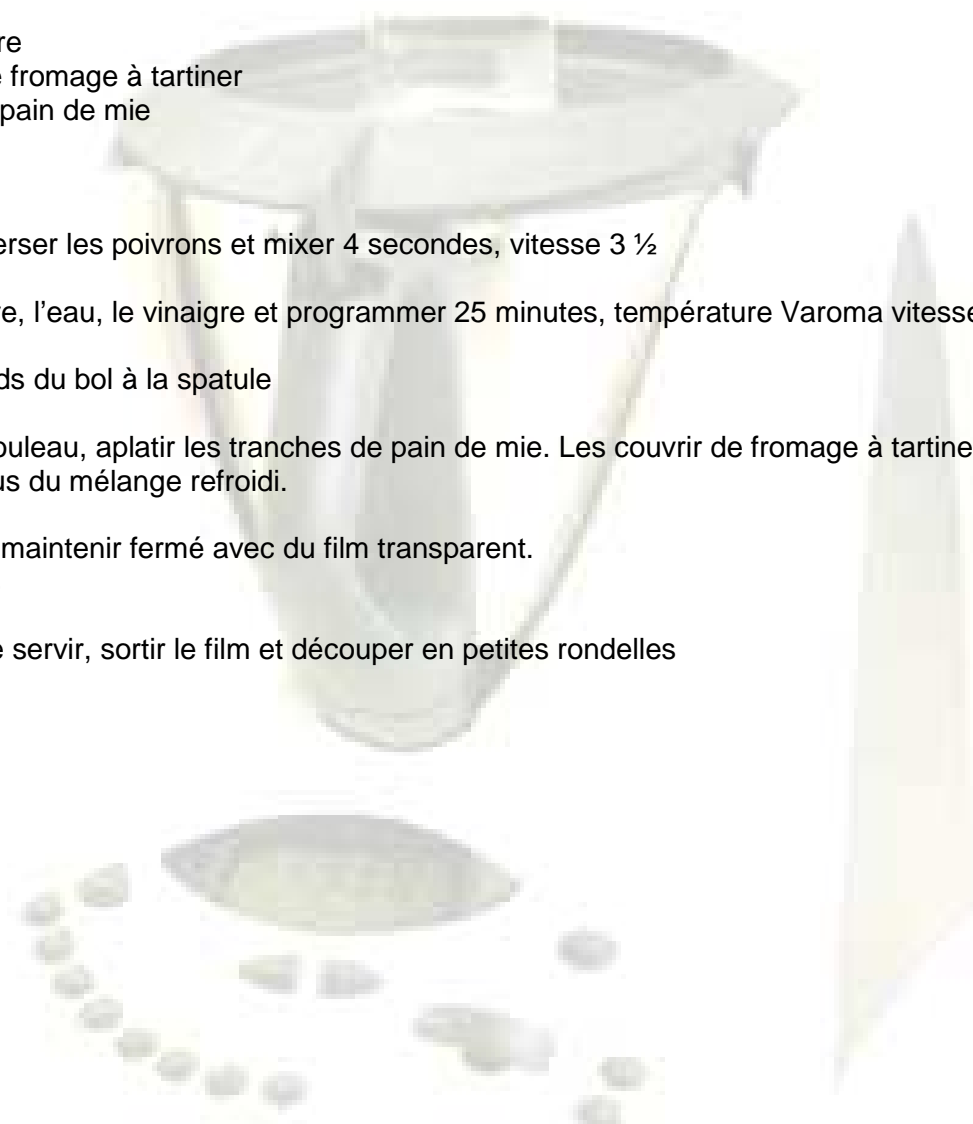 re
e fromage à tartiner
pain de mie
erser les poivrons et mixer 4 secondes, vitesse 3 ½
re, l'eau, le vinaigre et programmer 25 minutes, température Varoma vitesse
ds du bol à la spatule
ouleau, aplatir les tranches de pain de mie. Les couvrir de fromage à tartine
us du mélange refroidi.
maintenir fermé avec du film transparent.
e servir, sortir le film et découper en petites rondelles